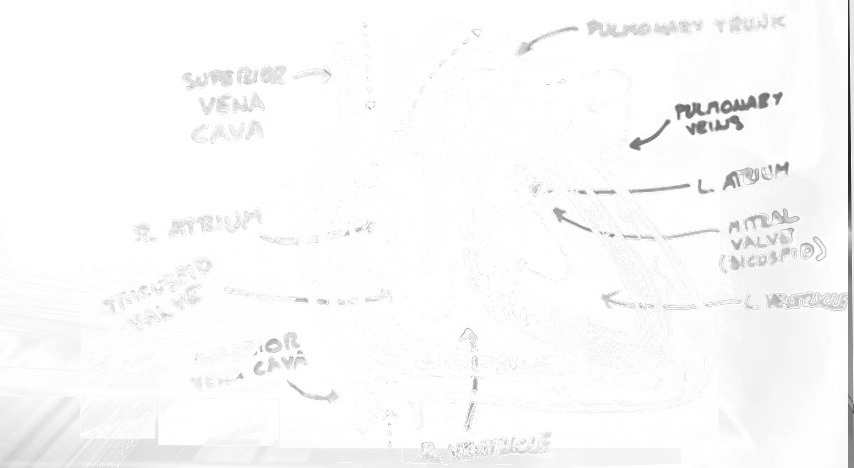 PULMONARY TRUNK
SUPERIOR
VENA
CAVA
PULMONARY
VEINS
L. ATRIUM
R. ATRIUM
MITRAL
VALVE
(BICUSPID)
TRICUSPID
VALVE
L. VENTRICLE
INFERIOR
VENA CAVA
R. VENTRICLE